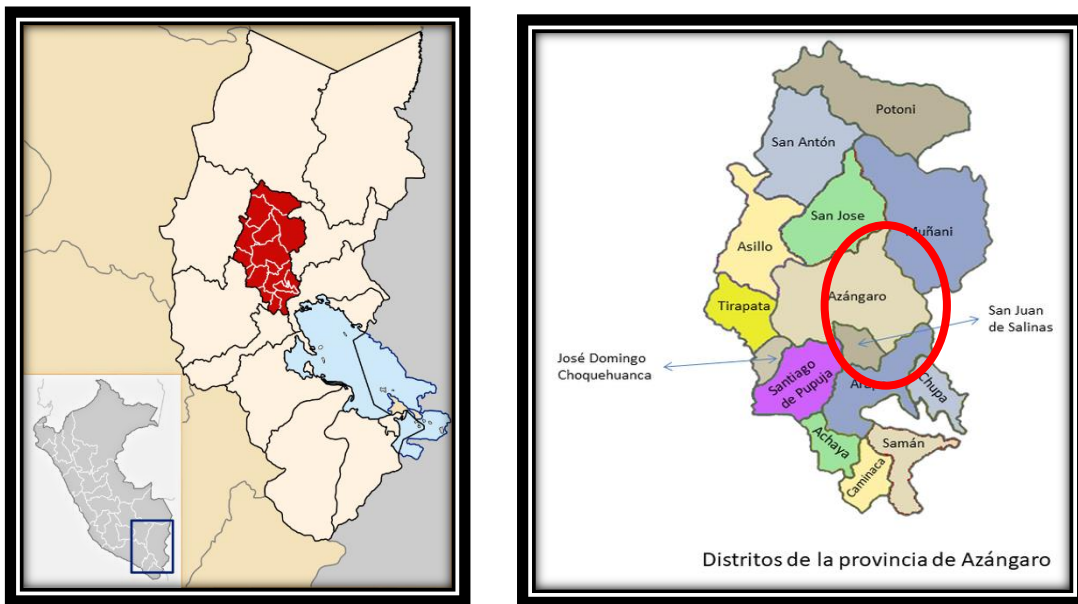 Potoni
San Antón
San Jose
Muñani
Asillo
Azángaro
Tirapata
San Juan
de Salinas
José Domingo
Choquehuanca
Santiago
de Pupuja
Chupa
Achaya
Samán
Caminaca
Distritos de la provincia de Azángaro